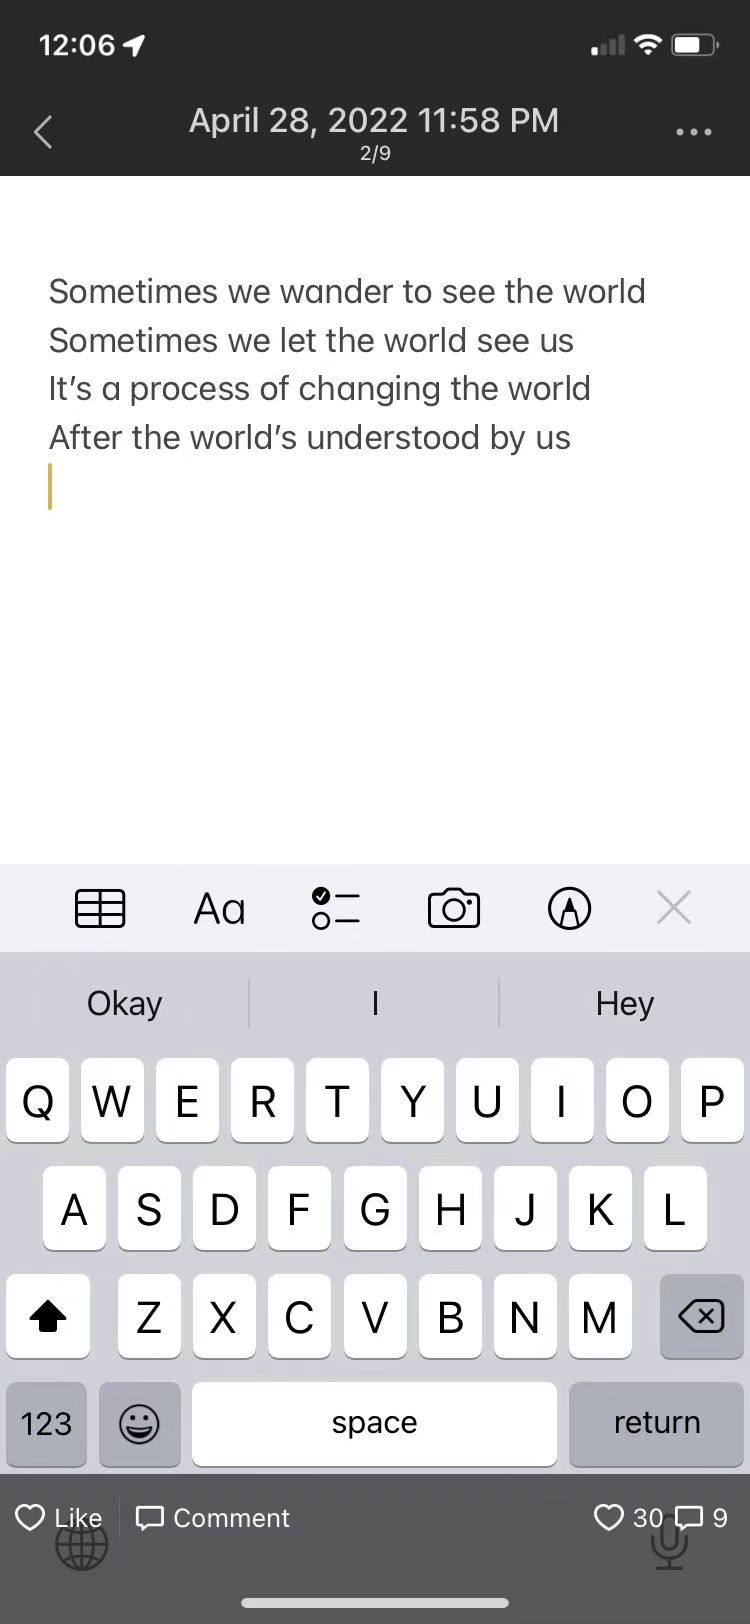 12:06
April 28, 2022 11:58 PM
2/9
Sometimes we wander to see the world
Sometimes we let the world see us
It's a process of changing the world
After the world's understood by us
Aa
Okay I Hey
Q W E R T Y U I O P
A S D F G H J K L
Z X C V B N M
123 space return
Like Comment 30 9